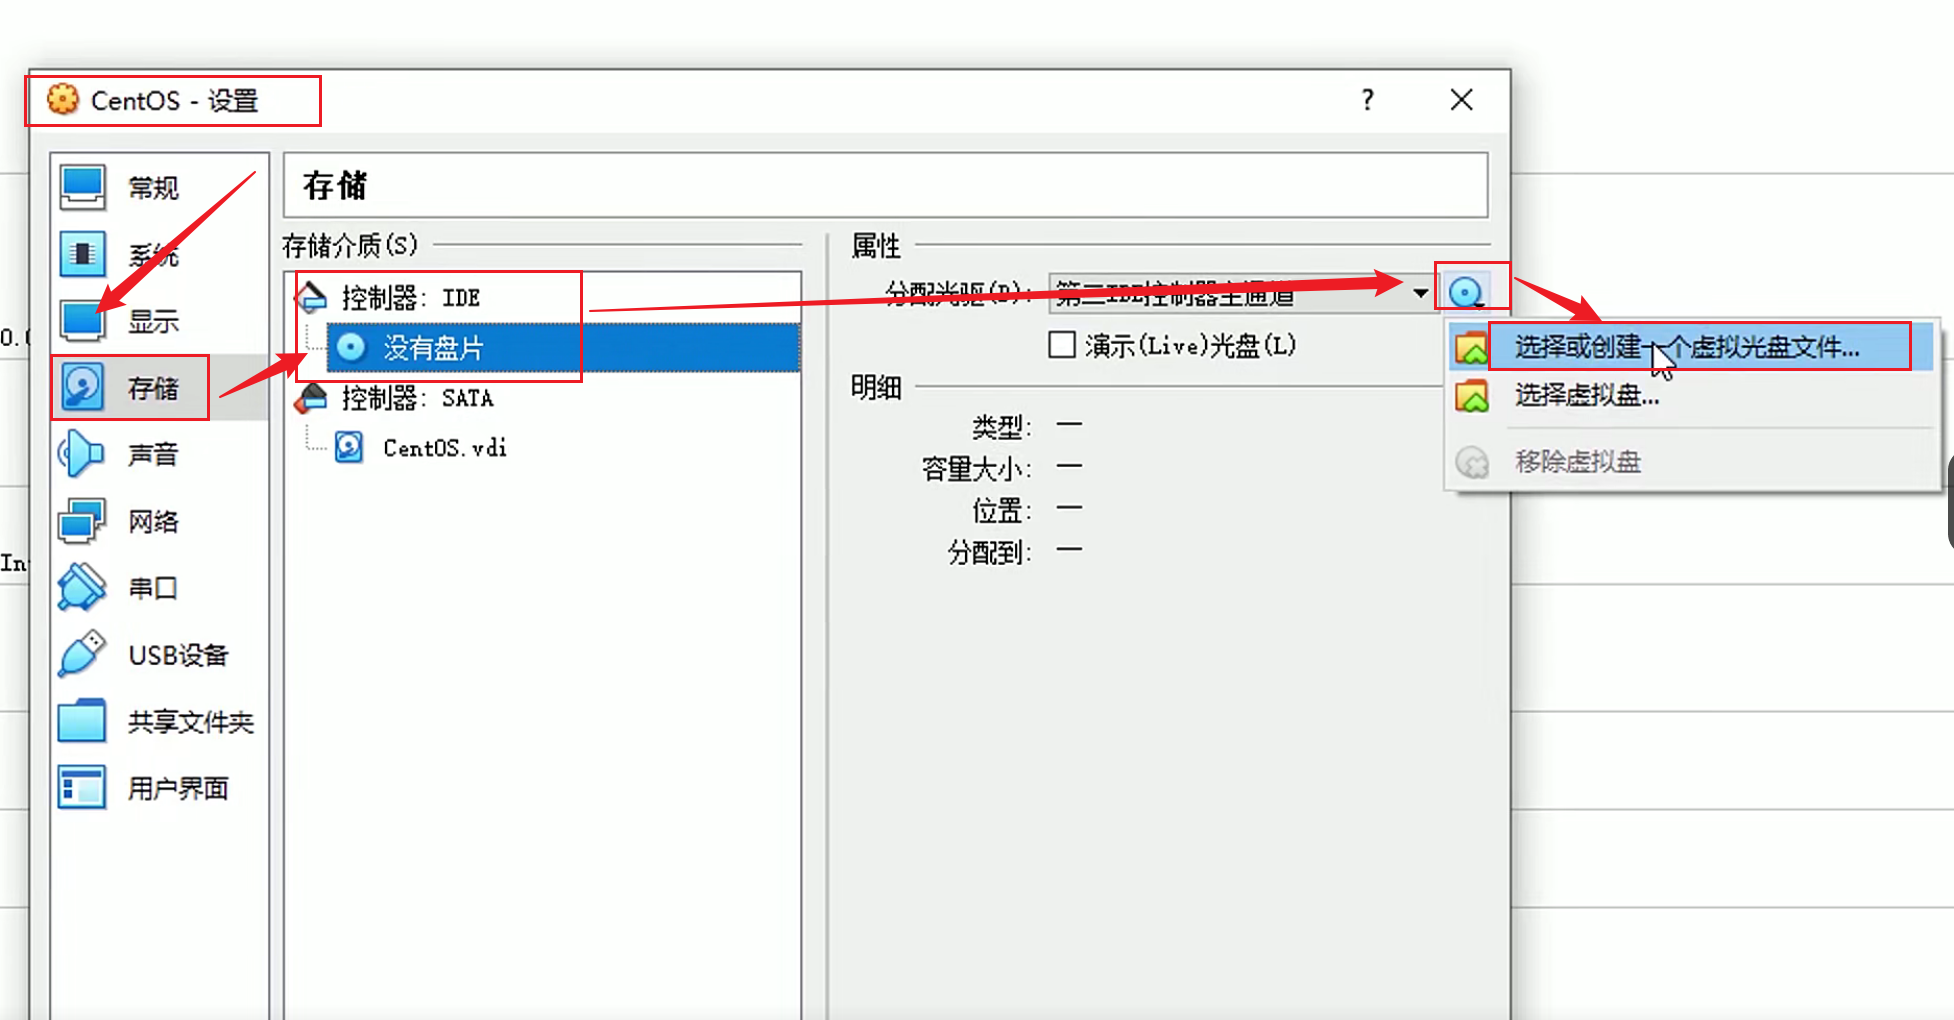 CentOS - 设置
?
常规
系统
显示
存储
声音
网络
串口
USB设备
共享文件夹
用户界面
存储
存储介质(S)
控制器: IDE
没有盘片
控制器: SATA
CentOS.vdi
属性
分配光驱(D): 第二IDE控制器主通道
演示(Live)光盘(L)
明细
类型: —
容量大小: —
位置: —
分配到: —
选择或创建一个虚拟光盘文件...
选择虚拟盘...
移除虚拟盘